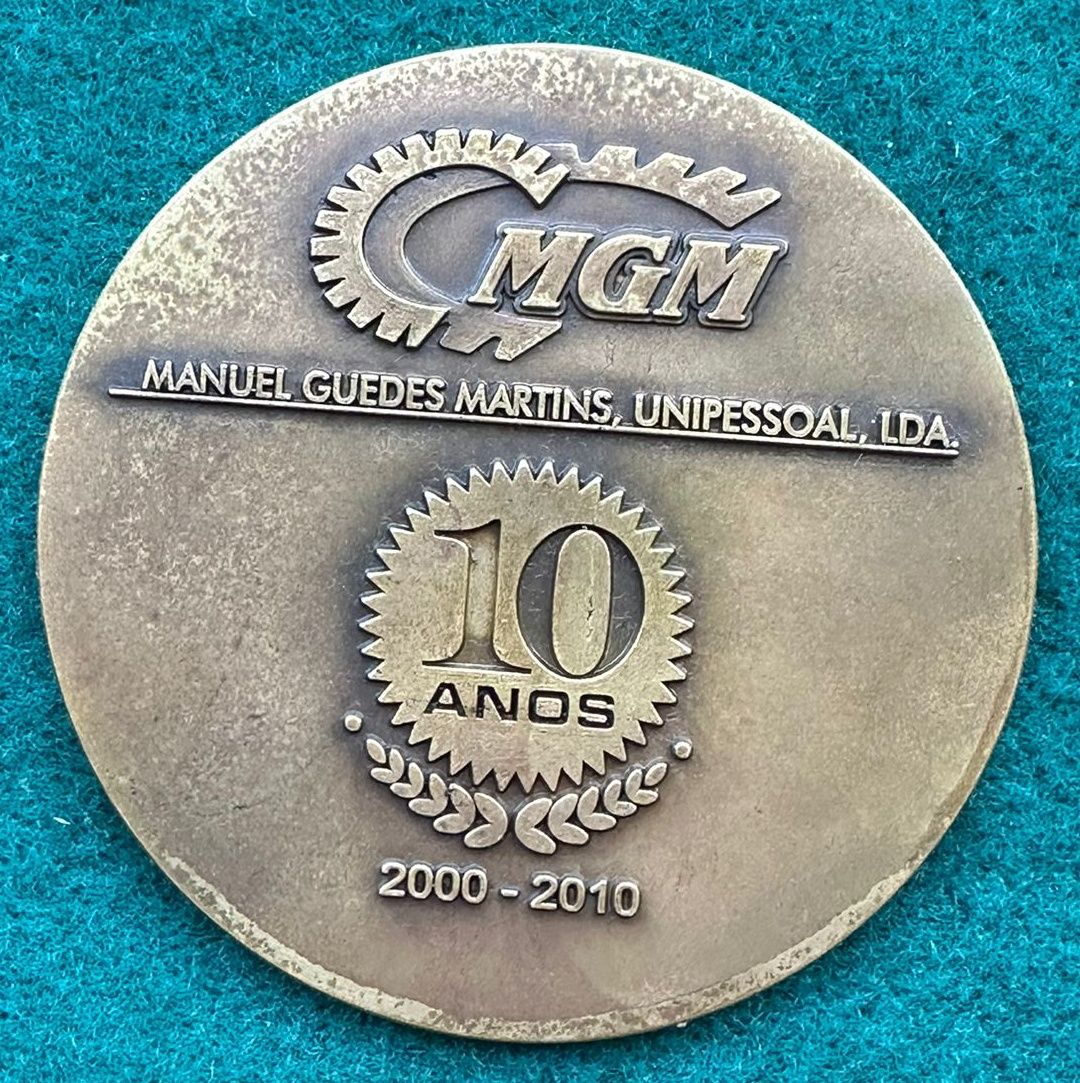 MGM
MANUEL GUEDES MARTINS, UNIPESSOAL, LDA.
10
ANOS
2000 - 2010